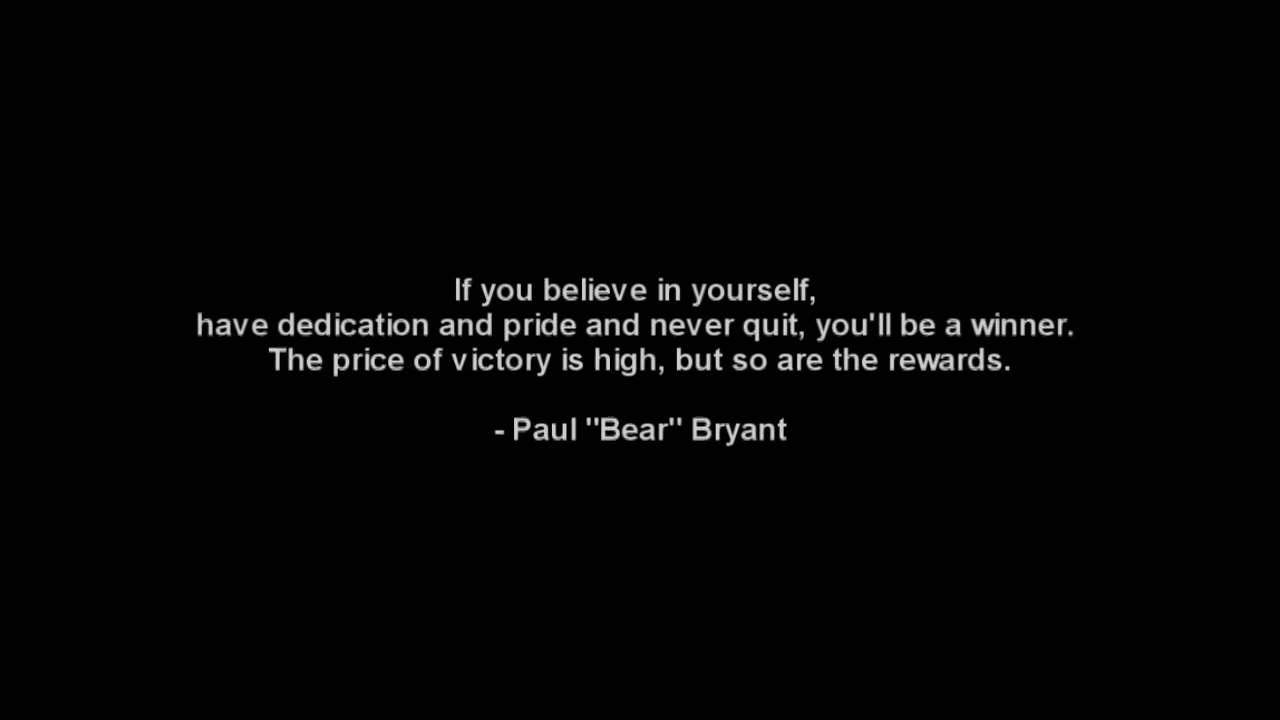 If you believe in yourself,
have dedication and pride and never quit, you'll be a winner.
The price of victory is high, but so are the rewards.
- Paul "Bear" Bryant